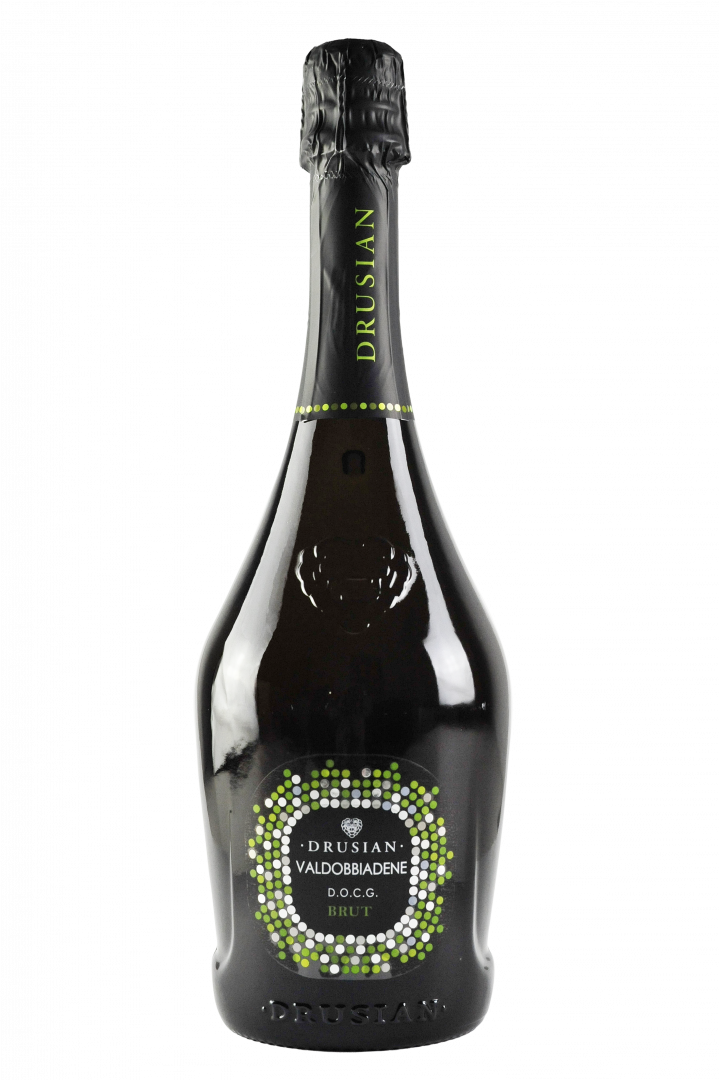 DRUSIAN
·DRUSIAN·
VALDOBBIADENE
D.O.C.G.
BRUT
·DRUSIAN·